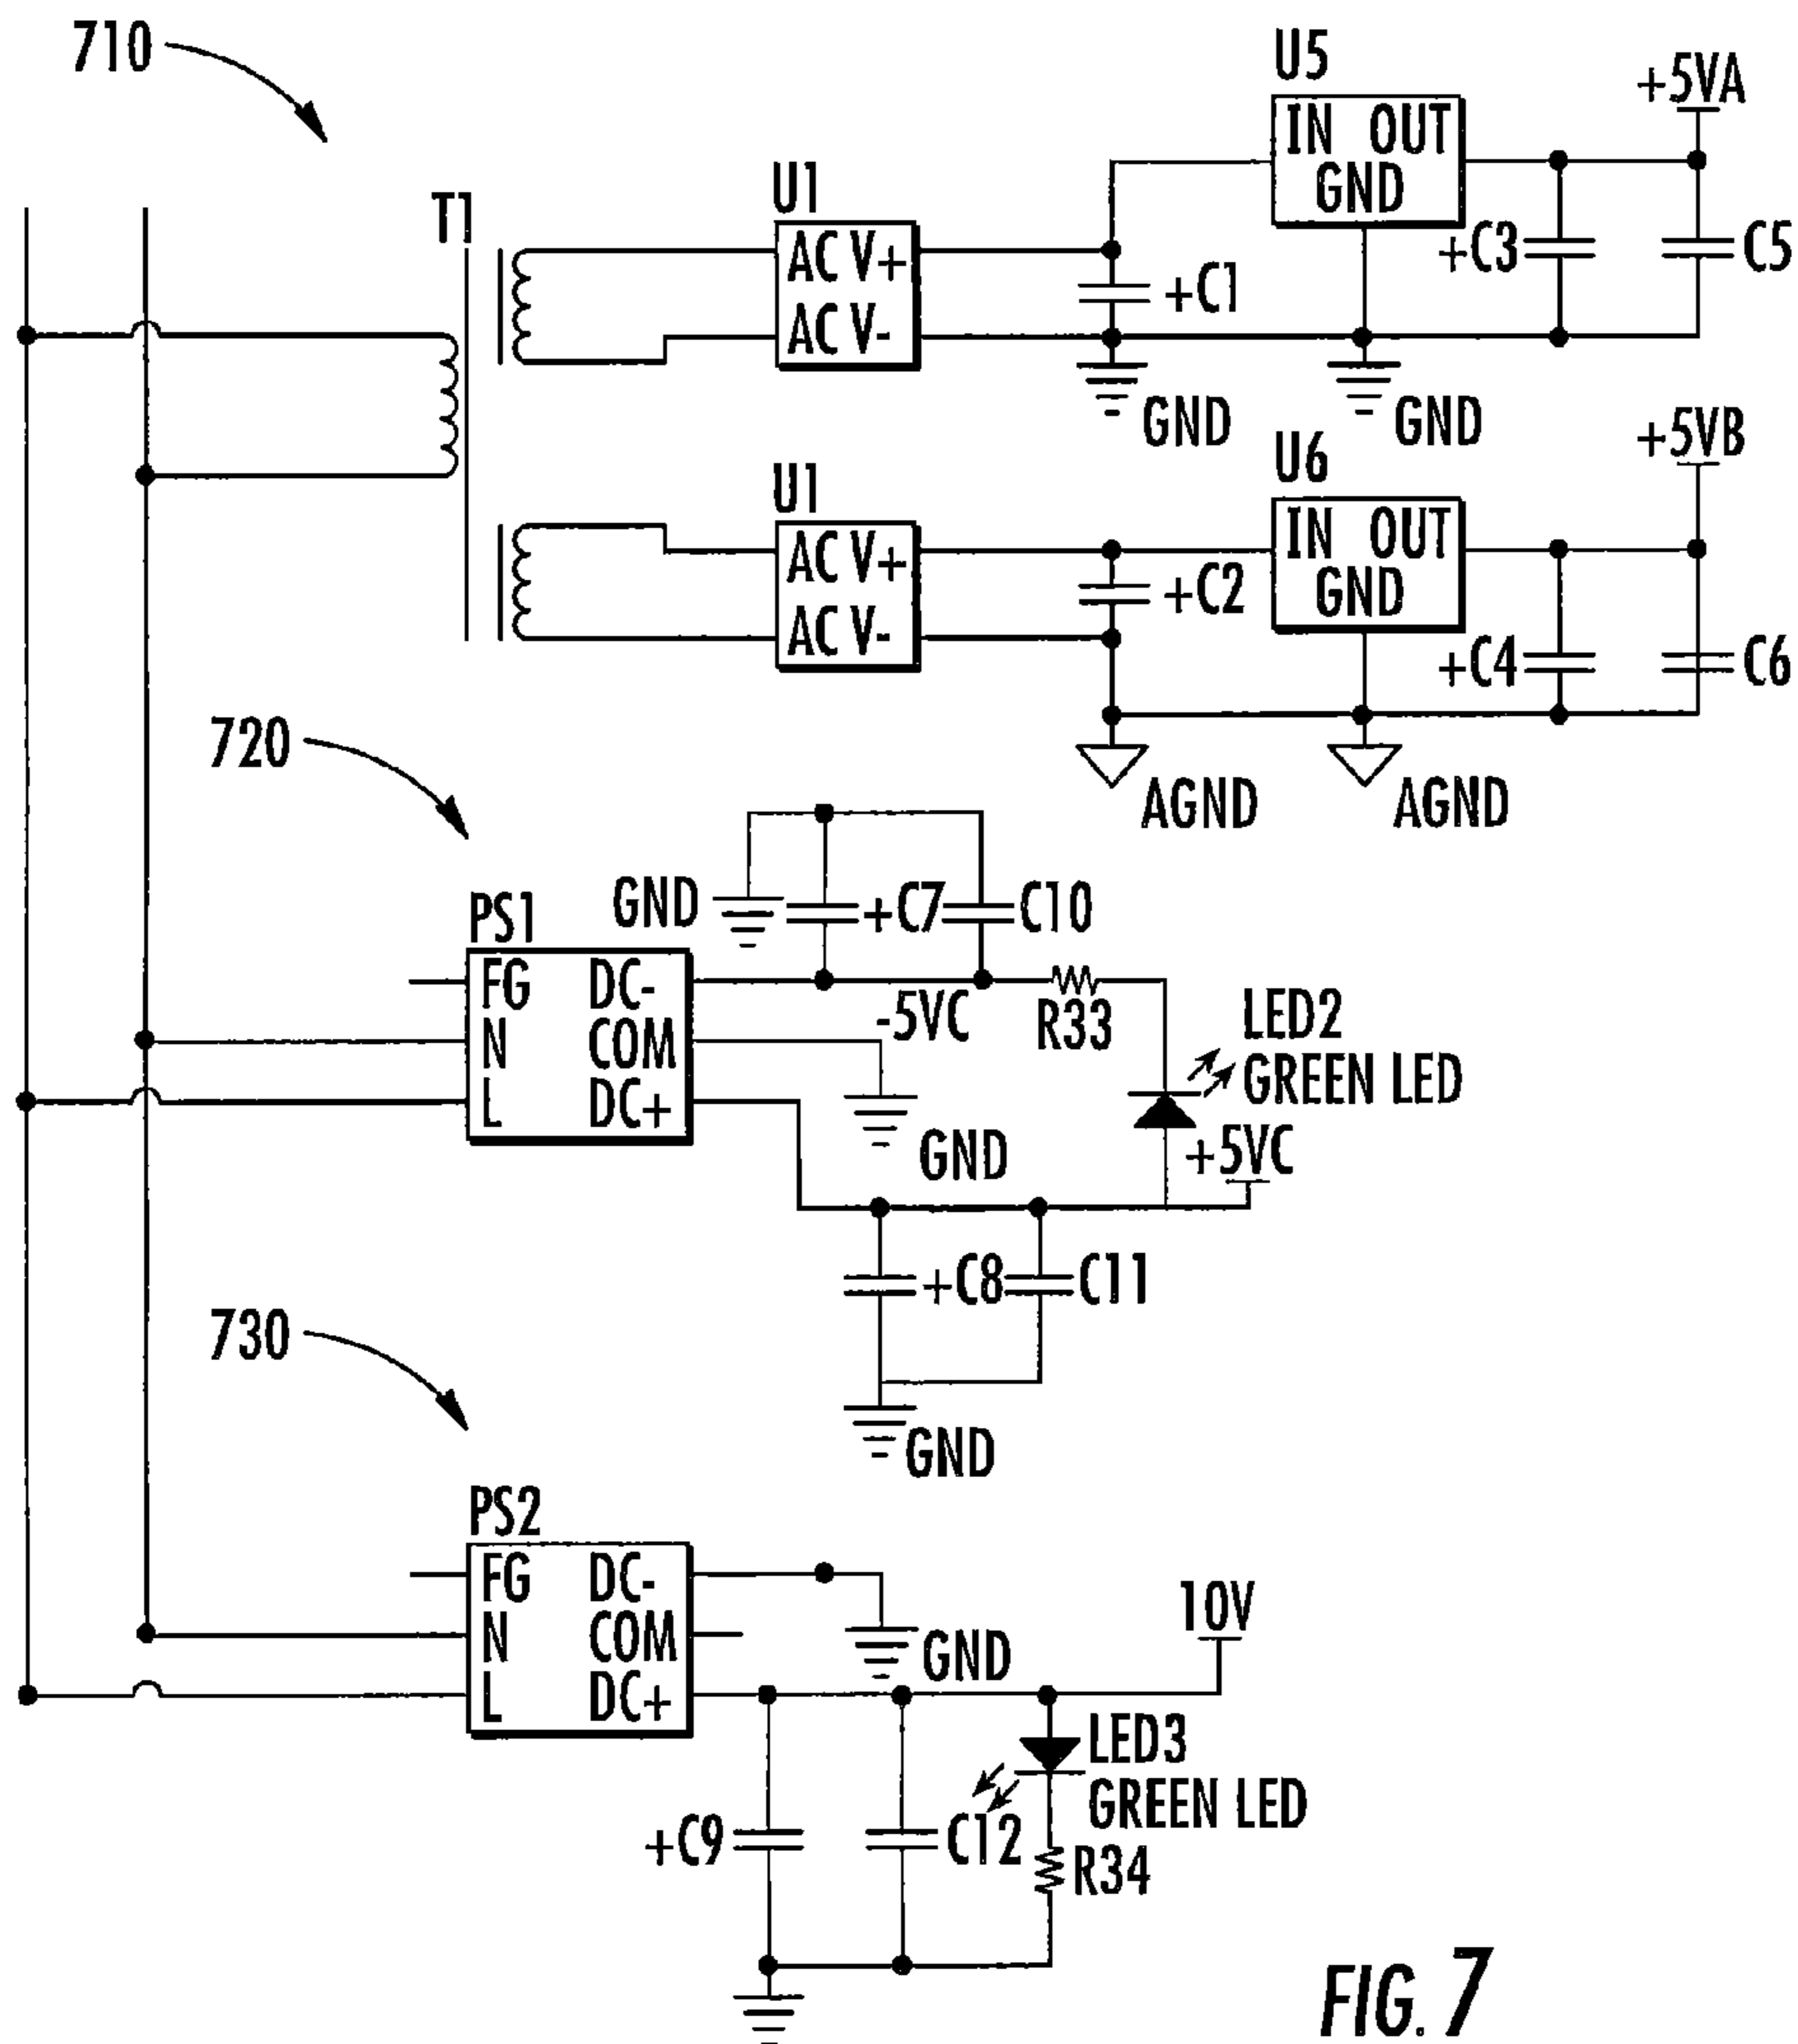 710
U5
+5VA
IN OUT
GND
T1
U1
AC V+
AC V-
+C1
+C3
C5
GND
GND
+5VB
U6
U1
IN OUT
GND
AC V+
AC V-
+C2
+C4
C6
720
AGND
AGND
GND
+C7
C10
PS1
FG DC-
N COM
L DC+
-5VC
R33
LED2
GREEN LED
GND
+5VC
+C8
C11
730
GND
PS2
FG DC-
N COM
L DC+
GND
10V
LED3
GREEN LED
+C9
C12
R34
FIG. 7